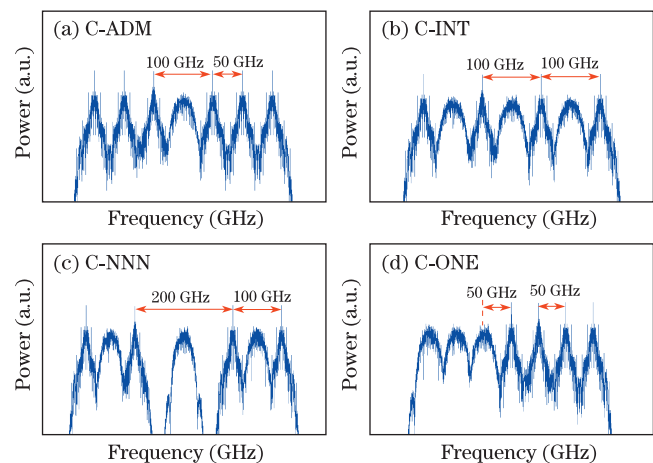 (a) C-ADM
100 GHz 50 GHz
Power (a.u.)
Frequency (GHz)
(b) C-INT
100 GHz 100 GHz
Power (a.u.)
Frequency (GHz)
(c) C-NNN
200 GHz 100 GHz
Power (a.u.)
Frequency (GHz)
(d) C-ONE
50 GHz 50 GHz
Power (a.u.)
Frequency (GHz)